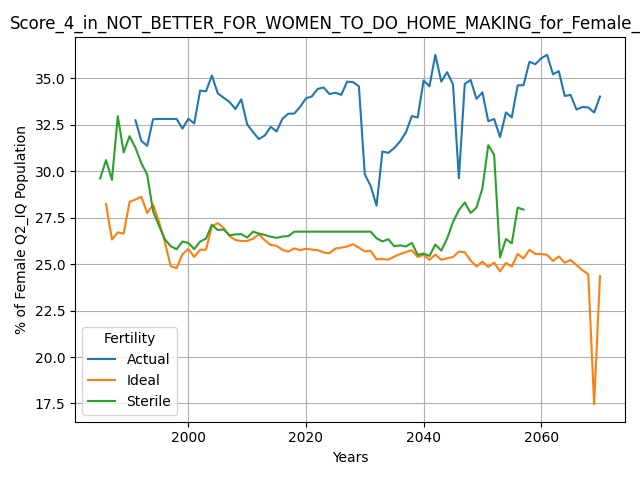 Score_4_in_NOT_BETTER_FOR_WOMEN_TO_DO_HOME_MAKING_for_Female_
35.0
32.5
30.0
27.5
25.0
22.5
20.0
17.5
% of Female Q2_IQ Population
Fertility
Actual
Ideal
Sterile
2000
2020
2040
2060
Years